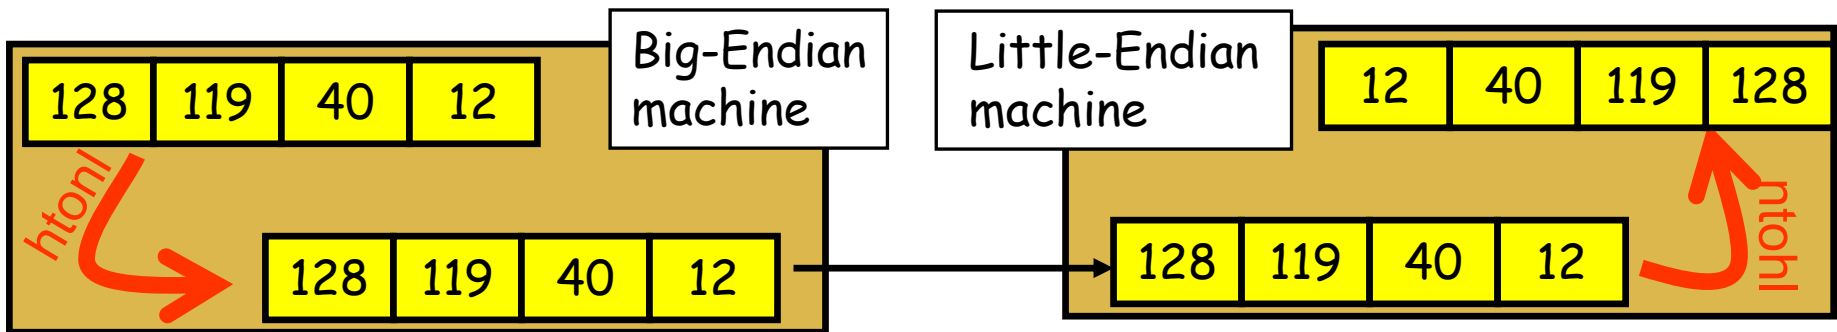 Big-Endian
machine
128 119 40 12
htonl
128 119 40 12
Little-Endian
machine
12 40 119 128
128 119 40 12
ntohl